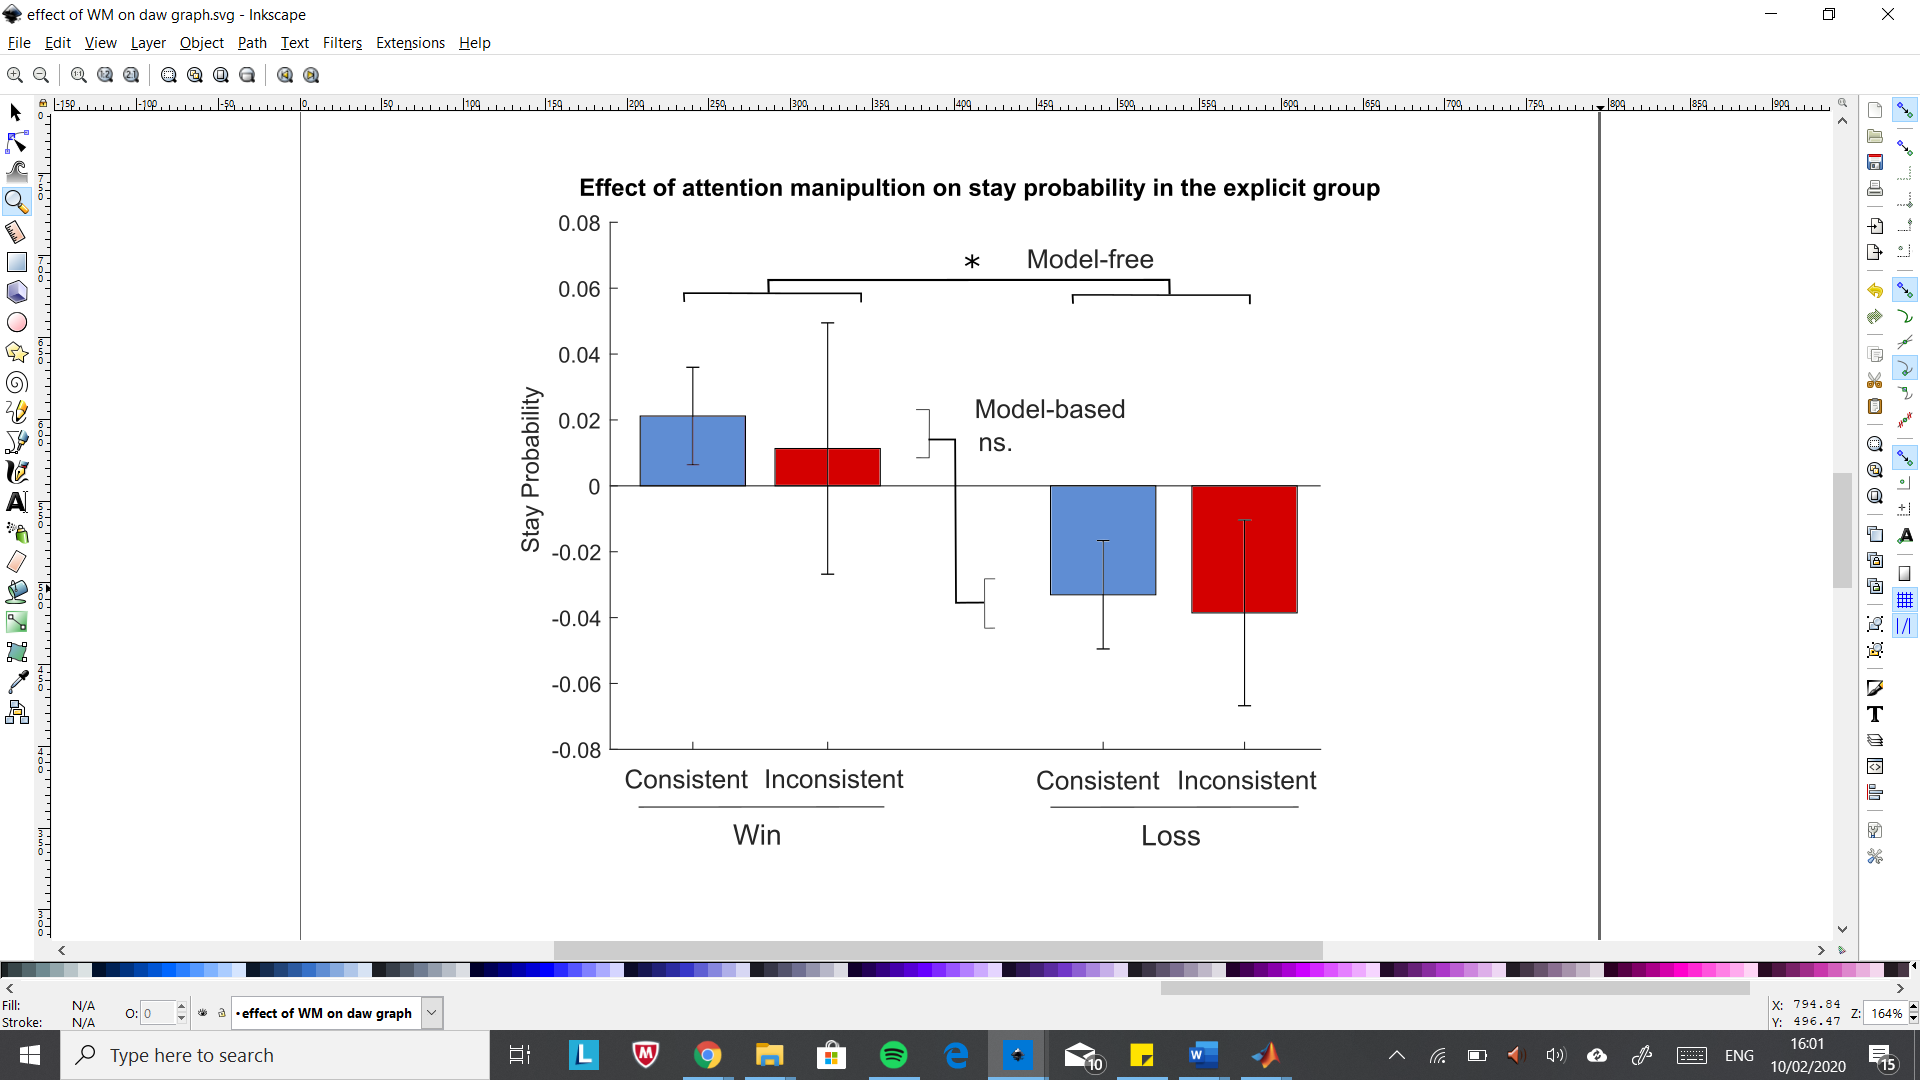 effect of WM on daw graph.svg - Inkscape
File Edit View Layer Object Path Text Filters Extensions Help
Effect of attention manipultion on stay probability in the explicit group
0.08
* Model-free
0.06
0.04
Model-based
0.02
ns.
0
Stay Probability
-0.02
-0.04
-0.06
-0.08
Consistent Inconsistent Consistent Inconsistent
Win Loss
Fill: N/A
Stroke: N/A
O: 0
•effect of WM on daw graph
X: 794.84
Y: 496.47
Z: 164%
Type here to search
10
ENG
16:01
10/02/2020
15